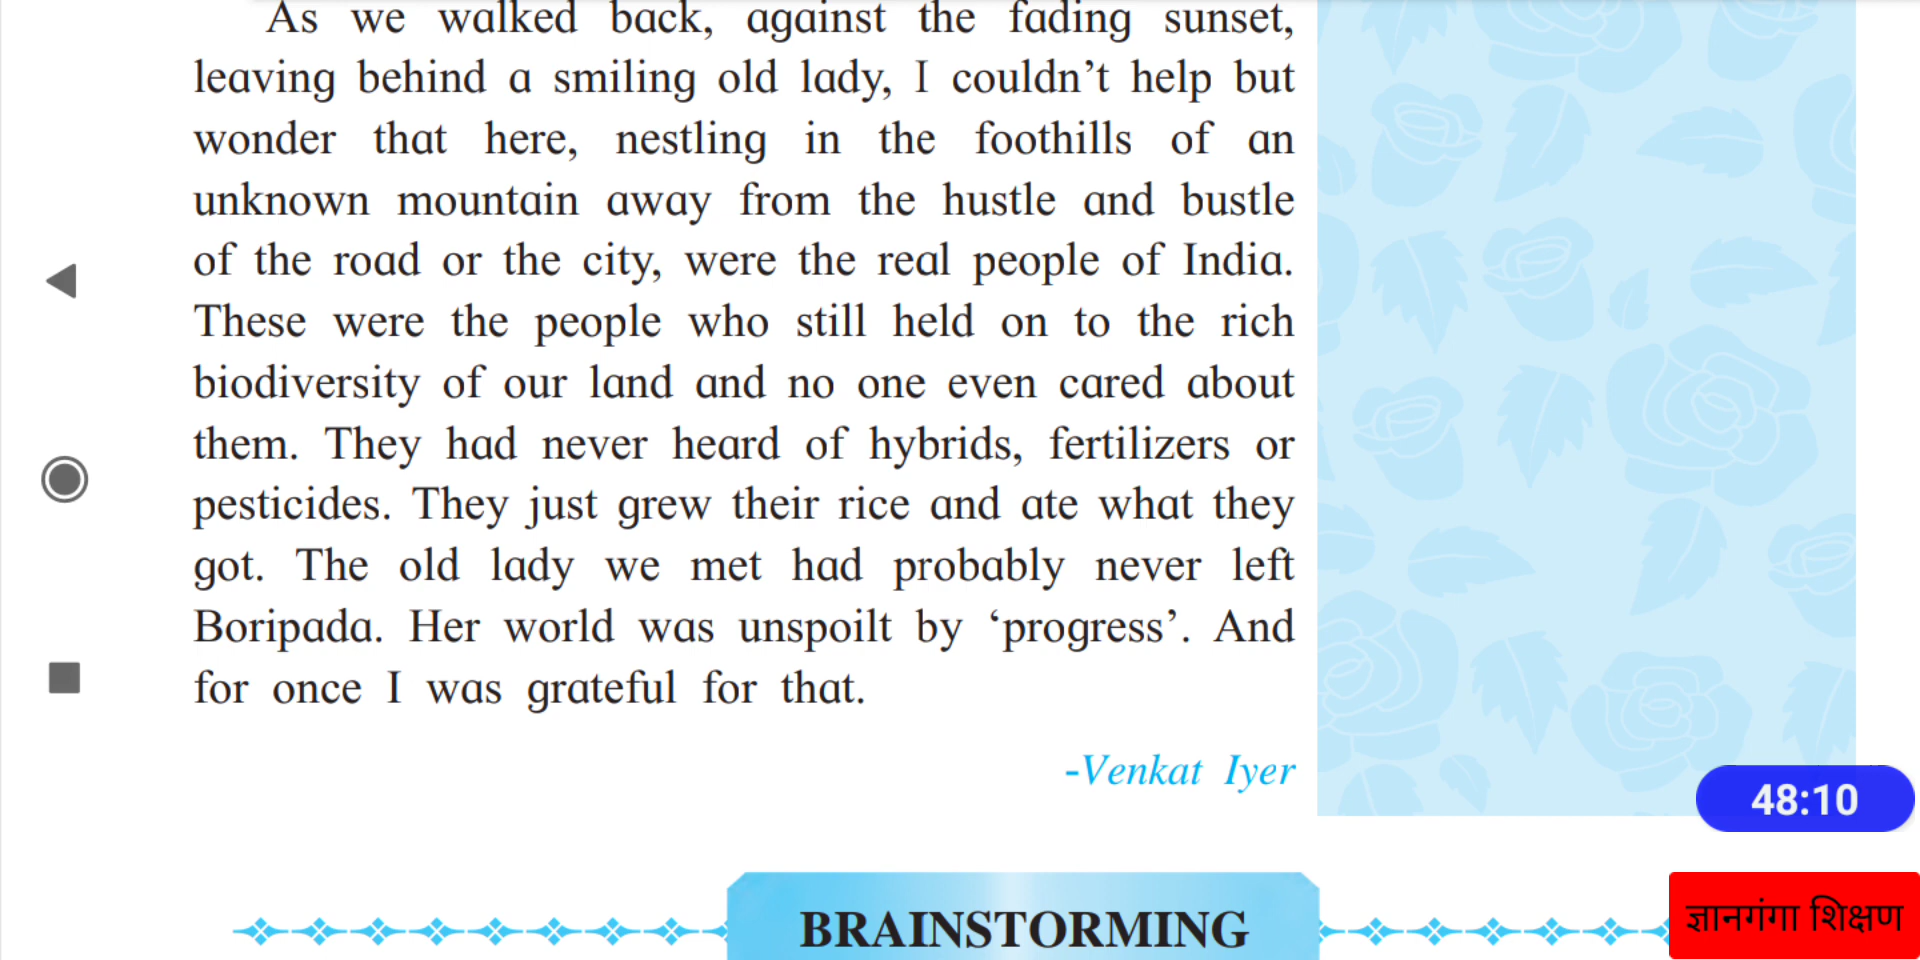 As we walked back, against the fading sunset,
leaving behind a smiling old lady, I couldn’t help but
wonder that here, nestling in the foothills of an
unknown mountain away from the hustle and bustle
of the road or the city, were the real people of India.
These were the people who still held on to the rich
biodiversity of our land and no one even cared about
them. They had never heard of hybrids, fertilizers or
pesticides. They just grew their rice and ate what they
got. The old lady we met had probably never left
Boripada. Her world was unspoilt by ‘progress’. And
for once I was grateful for that.
-Venkat Iyer
48:10
ज्ञानगंगा शिक्षण
BRAINSTORMING